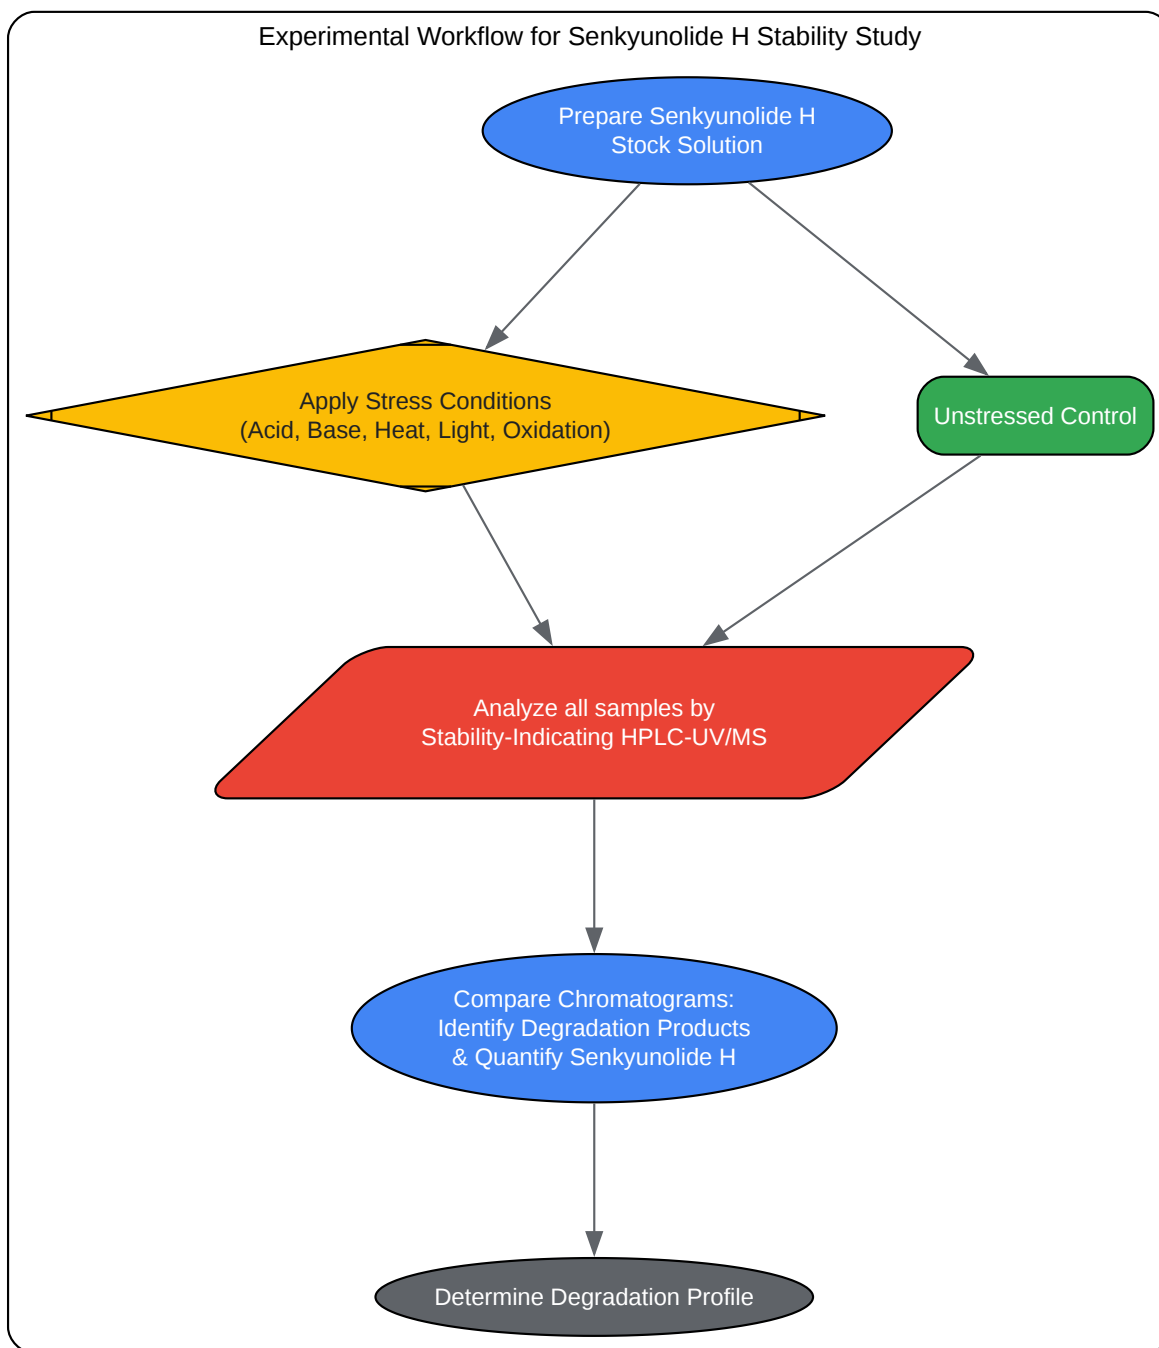 Experimental Workflow for Senkyunolide H Stability Study
Prepare Senkyunolide H
Stock Solution
Apply Stress Conditions
(Acid, Base, Heat, Light, Oxidation)
Unstressed Control
Analyze all samples by
Stability-Indicating HPLC-UV/MS
Compare Chromatograms:
Identify Degradation Products
& Quantify Senkyunolide H
Determine Degradation Profile